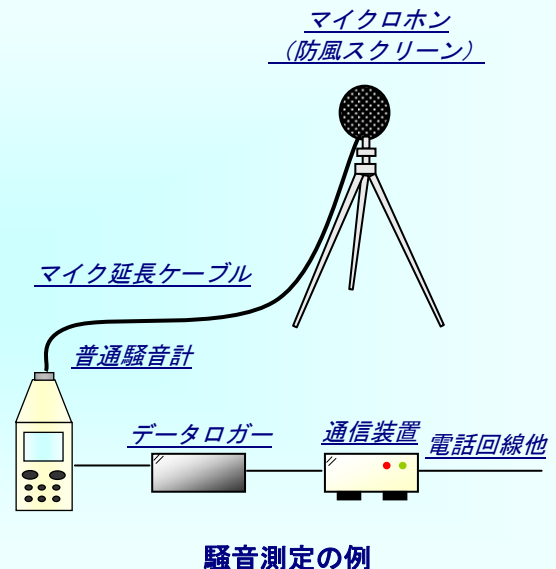 マイクロホン
（防風スクリーン）
マイク延長ケーブル
普通騒音計
データロガー
通信装置
電話回線他
騒音測定の例